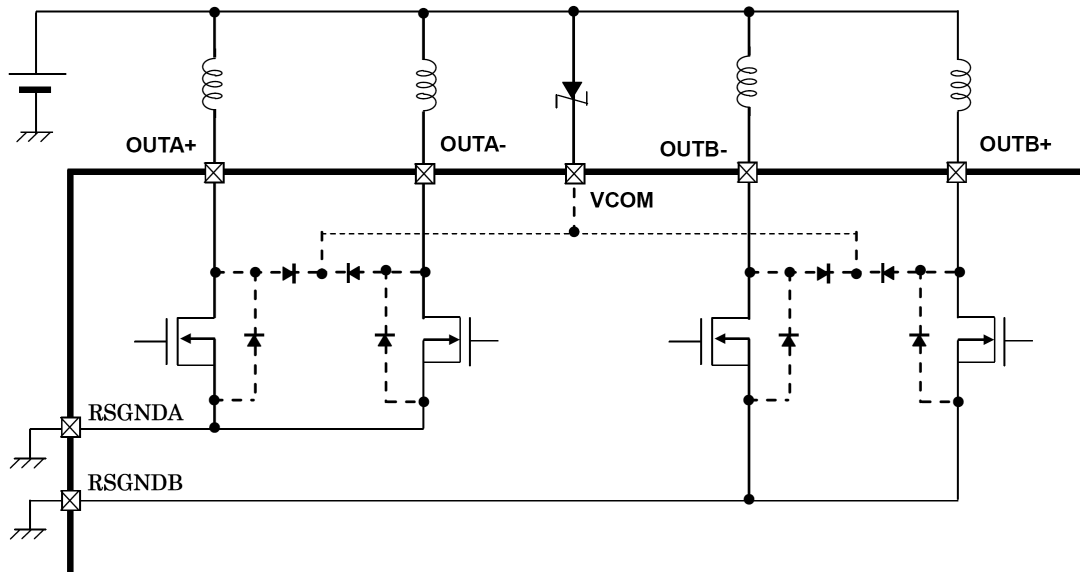 OUTA+
OUTA-
OUTB-
OUTB+
VCOM
RSGNDA
RSGNDB